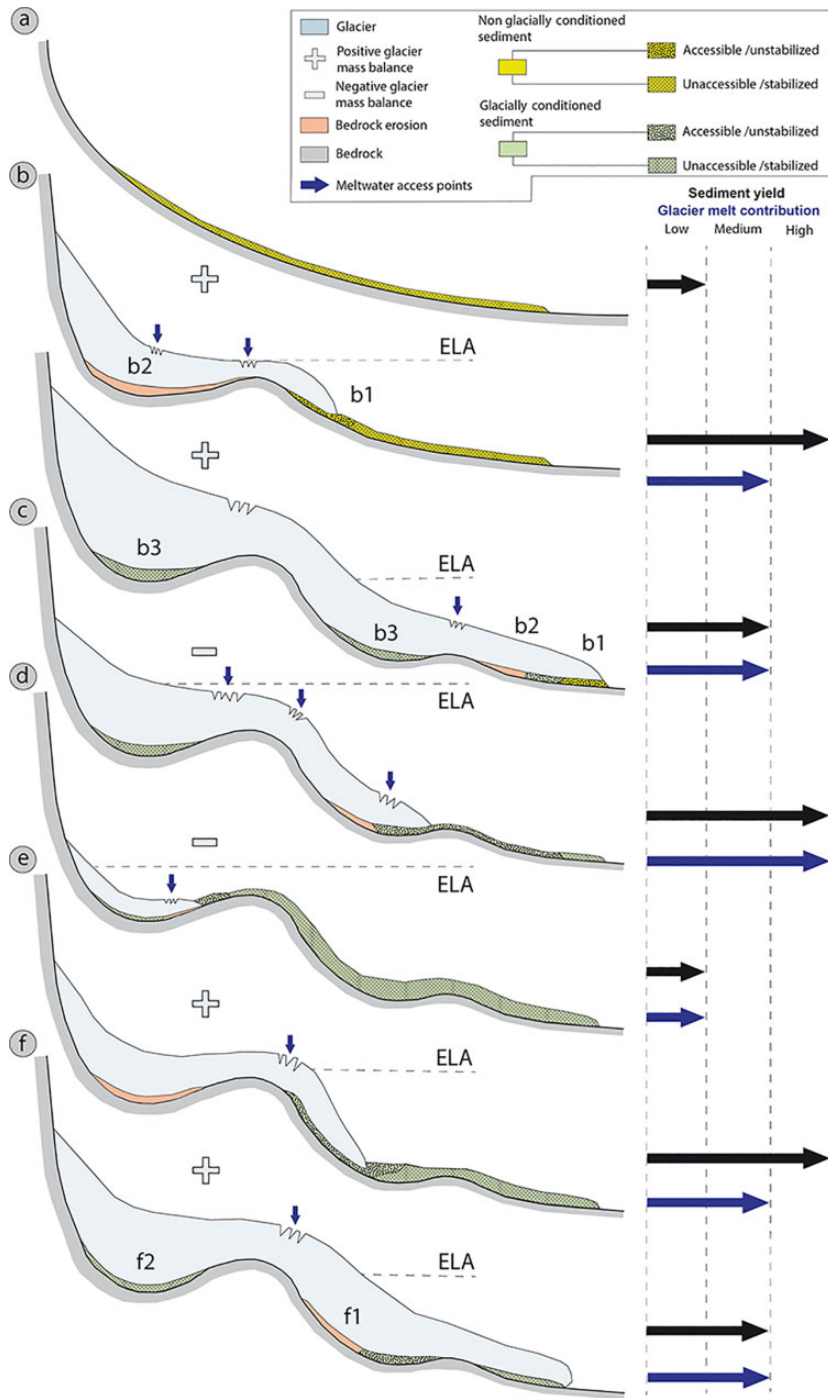 a
Glacier
Positive glacier
mass balance
Negative glacier
mass balance
Bedrock erosion
Bedrock
Meltwater access points
Non glacially conditioned
sediment
Accessible /unstabilized
Unaccessible /stabilized
Glacially conditioned
sediment
Accessible /unstabilized
Unaccessible /stabilized
Sediment yield
Glacier melt contribution
Low Medium High
b
ELA
b2
b1
c
ELA
b3
b3
b2
b1
d
ELA
e
ELA
f
ELA
ELA
f2
f1